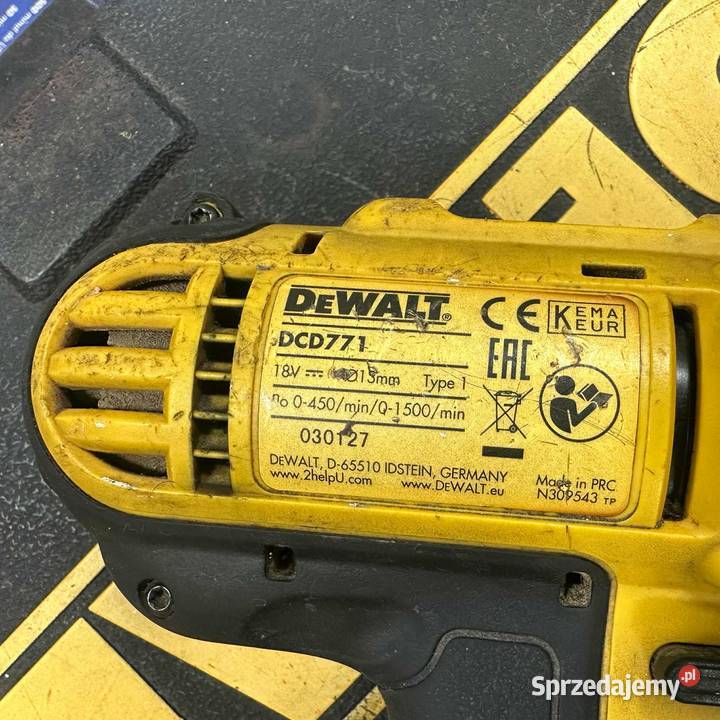 DEWALT®
DCD771
18V ⎓ 13mm Type 1
0-450/min/0-1500/min
030127
DEWALT, D-65510 IDSTEIN, GERMANY
www.2helpU.com www.DEWALT.eu
CE KEMA KEUR
EAC
Made in PRC
N309543 TP
Sprzedajemy.pl